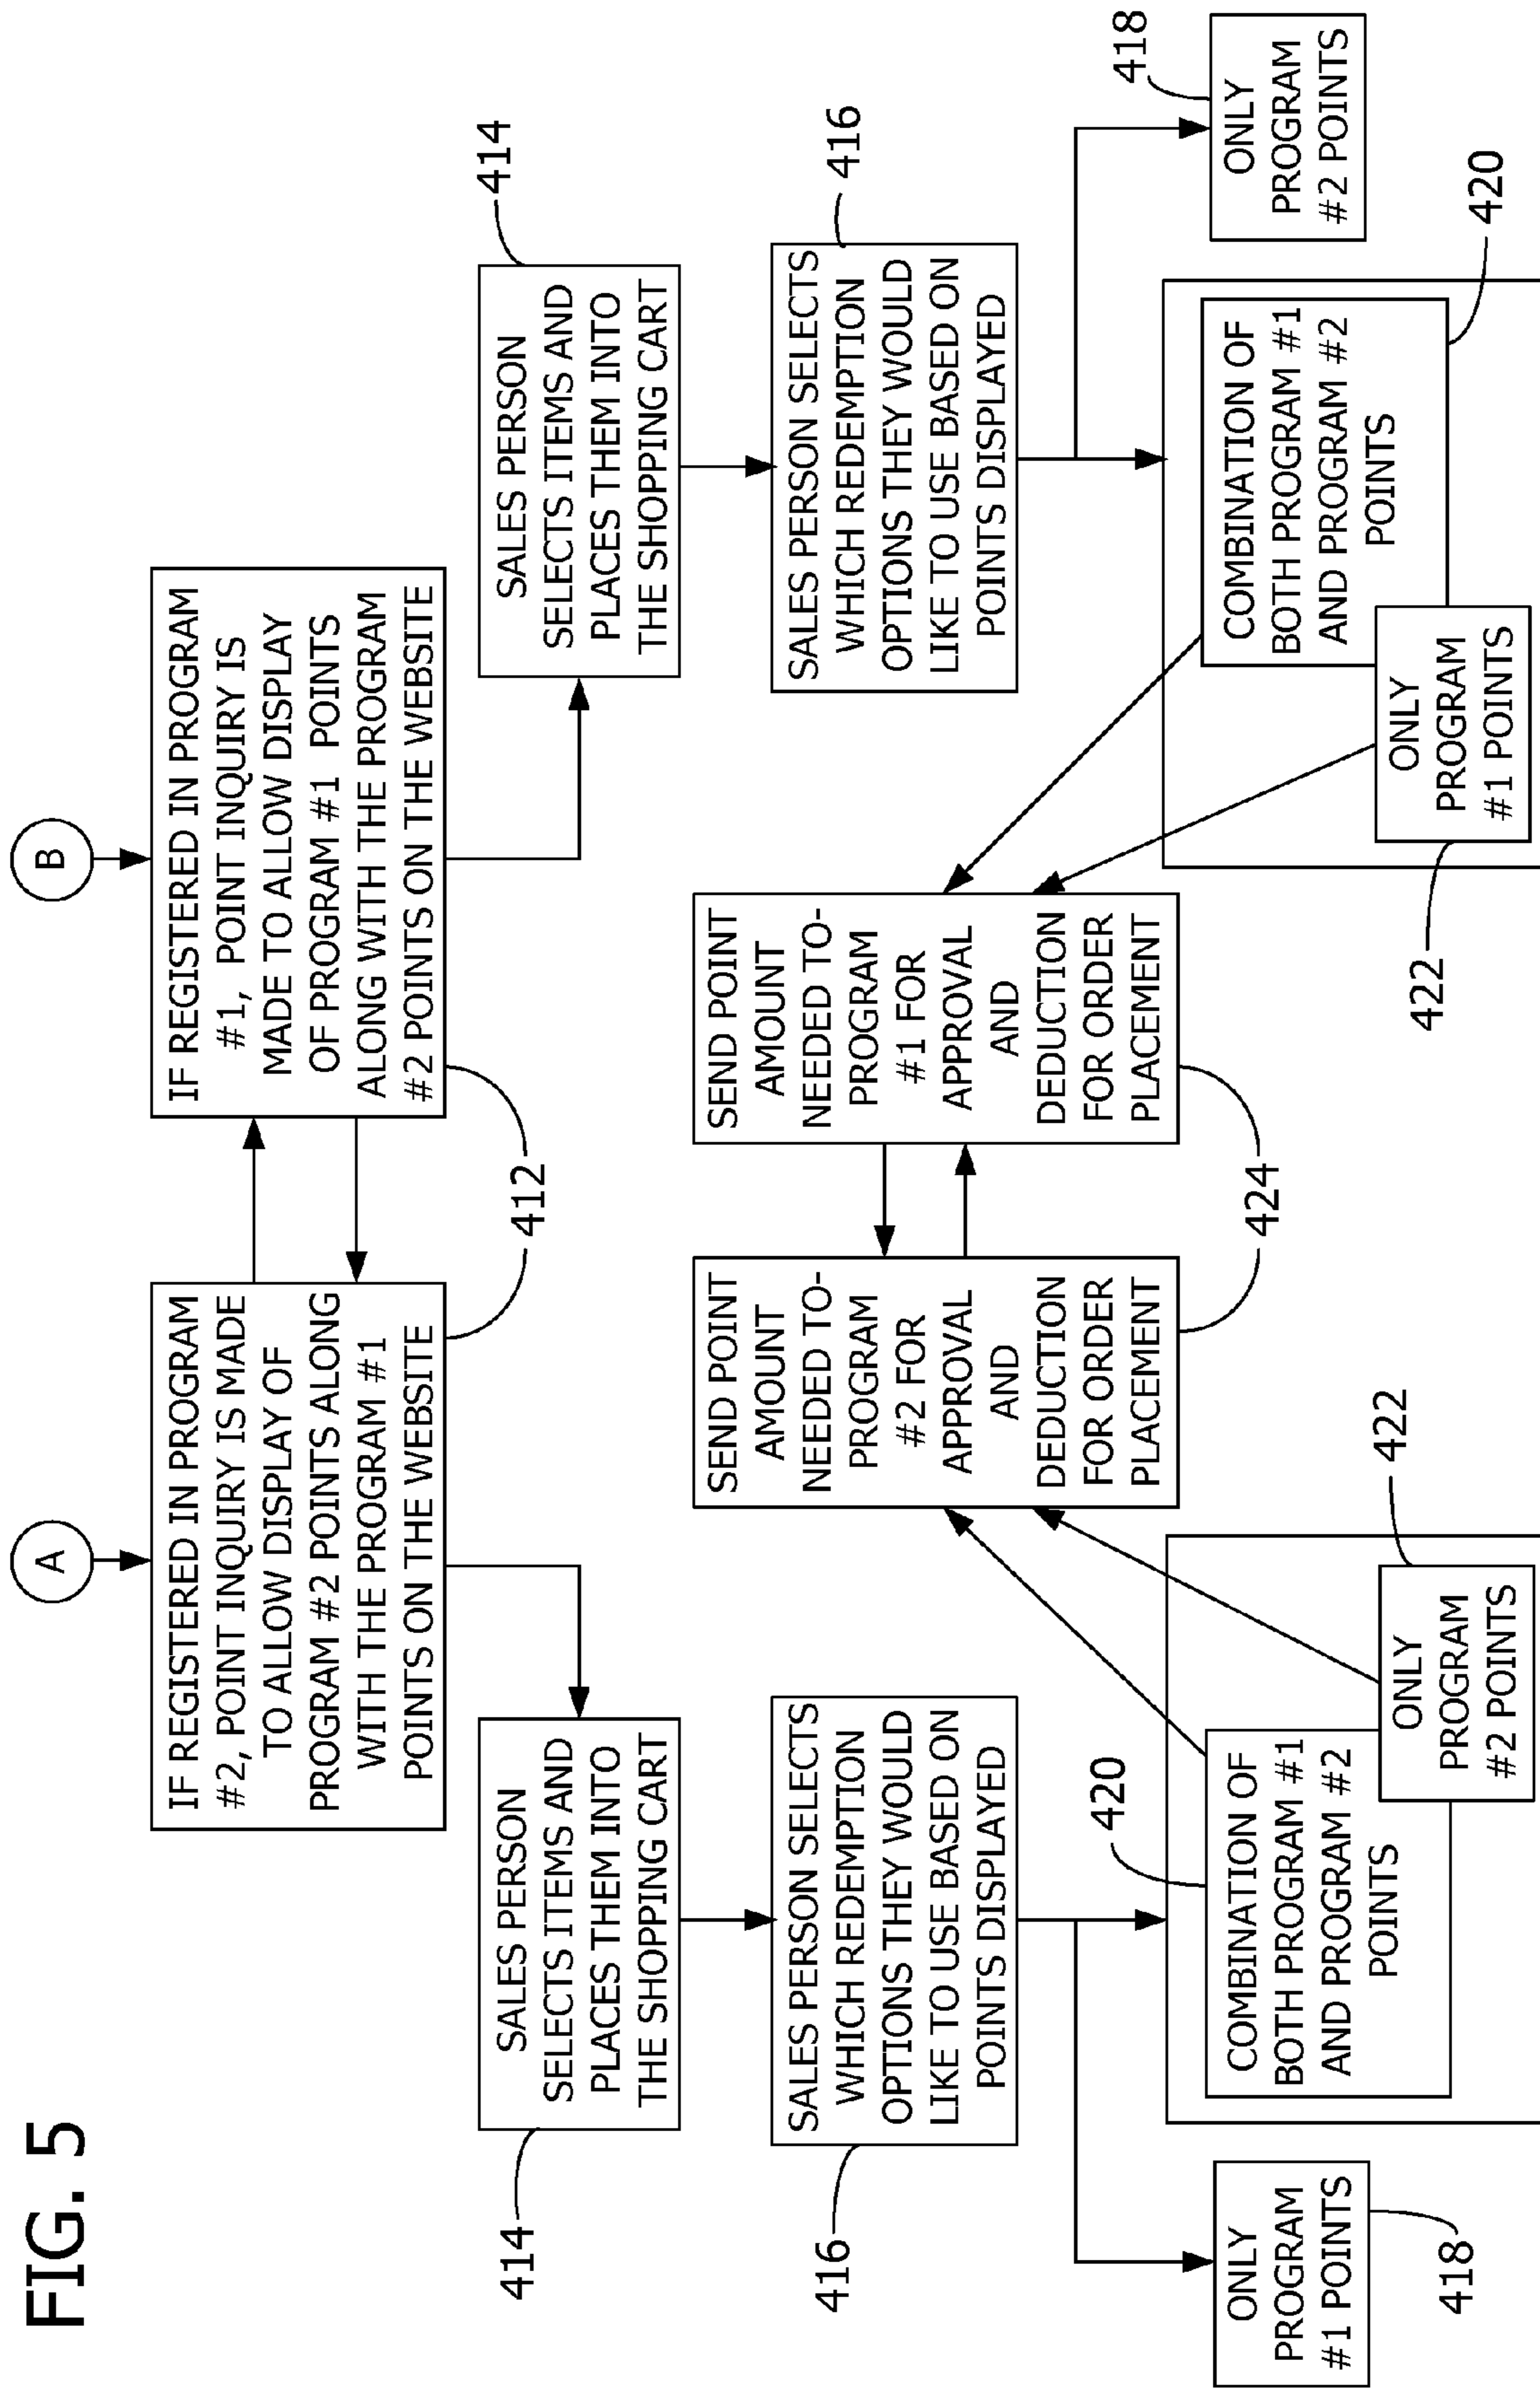 FIG. 5
A
IF REGISTERED IN PROGRAM
#2, POINT INQUIRY IS MADE
TO ALLOW DISPLAY OF
PROGRAM #2 POINTS ALONG
WITH THE PROGRAM #1
POINTS ON THE WEBSITE
B
IF REGISTERED IN PROGRAM
#1, POINT INQUIRY IS
MADE TO ALLOW DISPLAY
OF PROGRAM #1 POINTS
ALONG WITH THE PROGRAM
#2 POINTS ON THE WEBSITE
412
414
SALES PERSON
SELECTS ITEMS AND
PLACES THEM INTO
THE SHOPPING CART
SALES PERSON
SELECTS ITEMS AND
PLACES THEM INTO
THE SHOPPING CART
414
416
SALES PERSON SELECTS
WHICH REDEMPTION
OPTIONS THEY WOULD
LIKE TO USE BASED ON
POINTS DISPLAYED
SEND POINT
AMOUNT
NEEDED TO-
PROGRAM
#2 FOR
APPROVAL
AND
DEDUCTION
FOR ORDER
PLACEMENT
SEND POINT
AMOUNT
NEEDED TO-
PROGRAM
#1 FOR
APPROVAL
AND
DEDUCTION
FOR ORDER
PLACEMENT
424
SALES PERSON SELECTS
WHICH REDEMPTION
OPTIONS THEY WOULD
LIKE TO USE BASED ON
POINTS DISPLAYED
416
ONLY
PROGRAM
#1 POINTS
418
420
COMBINATION OF
BOTH PROGRAM #1
AND PROGRAM #2
POINTS
ONLY
PROGRAM
#2 POINTS
422
422
ONLY
PROGRAM
#1 POINTS
COMBINATION OF
BOTH PROGRAM #1
AND PROGRAM #2
POINTS
420
ONLY
PROGRAM
#2 POINTS
418